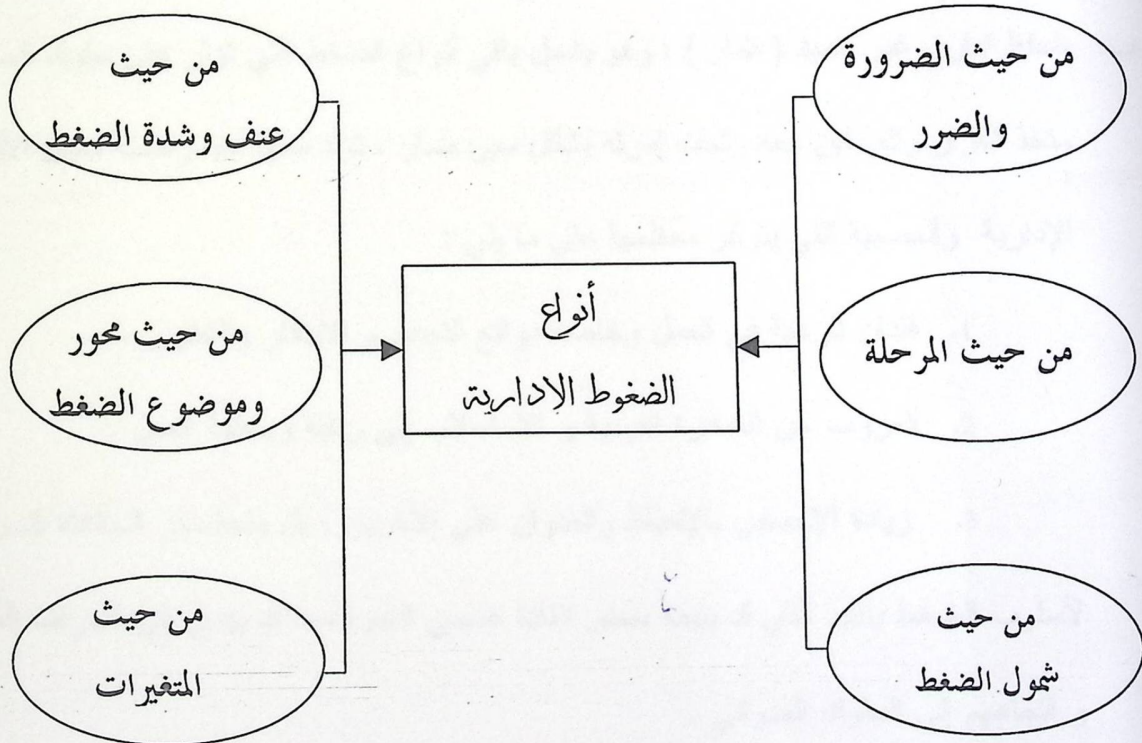 من حيث الضرورة
والضرر
من حيث
عنف وشدة الضغط
أنواع
الضغوط الادارية
من حيث المرحلة
من حيث محور
وموضوع الضغط
من حيث
شمول الضغط
من حيث
المتغيرات